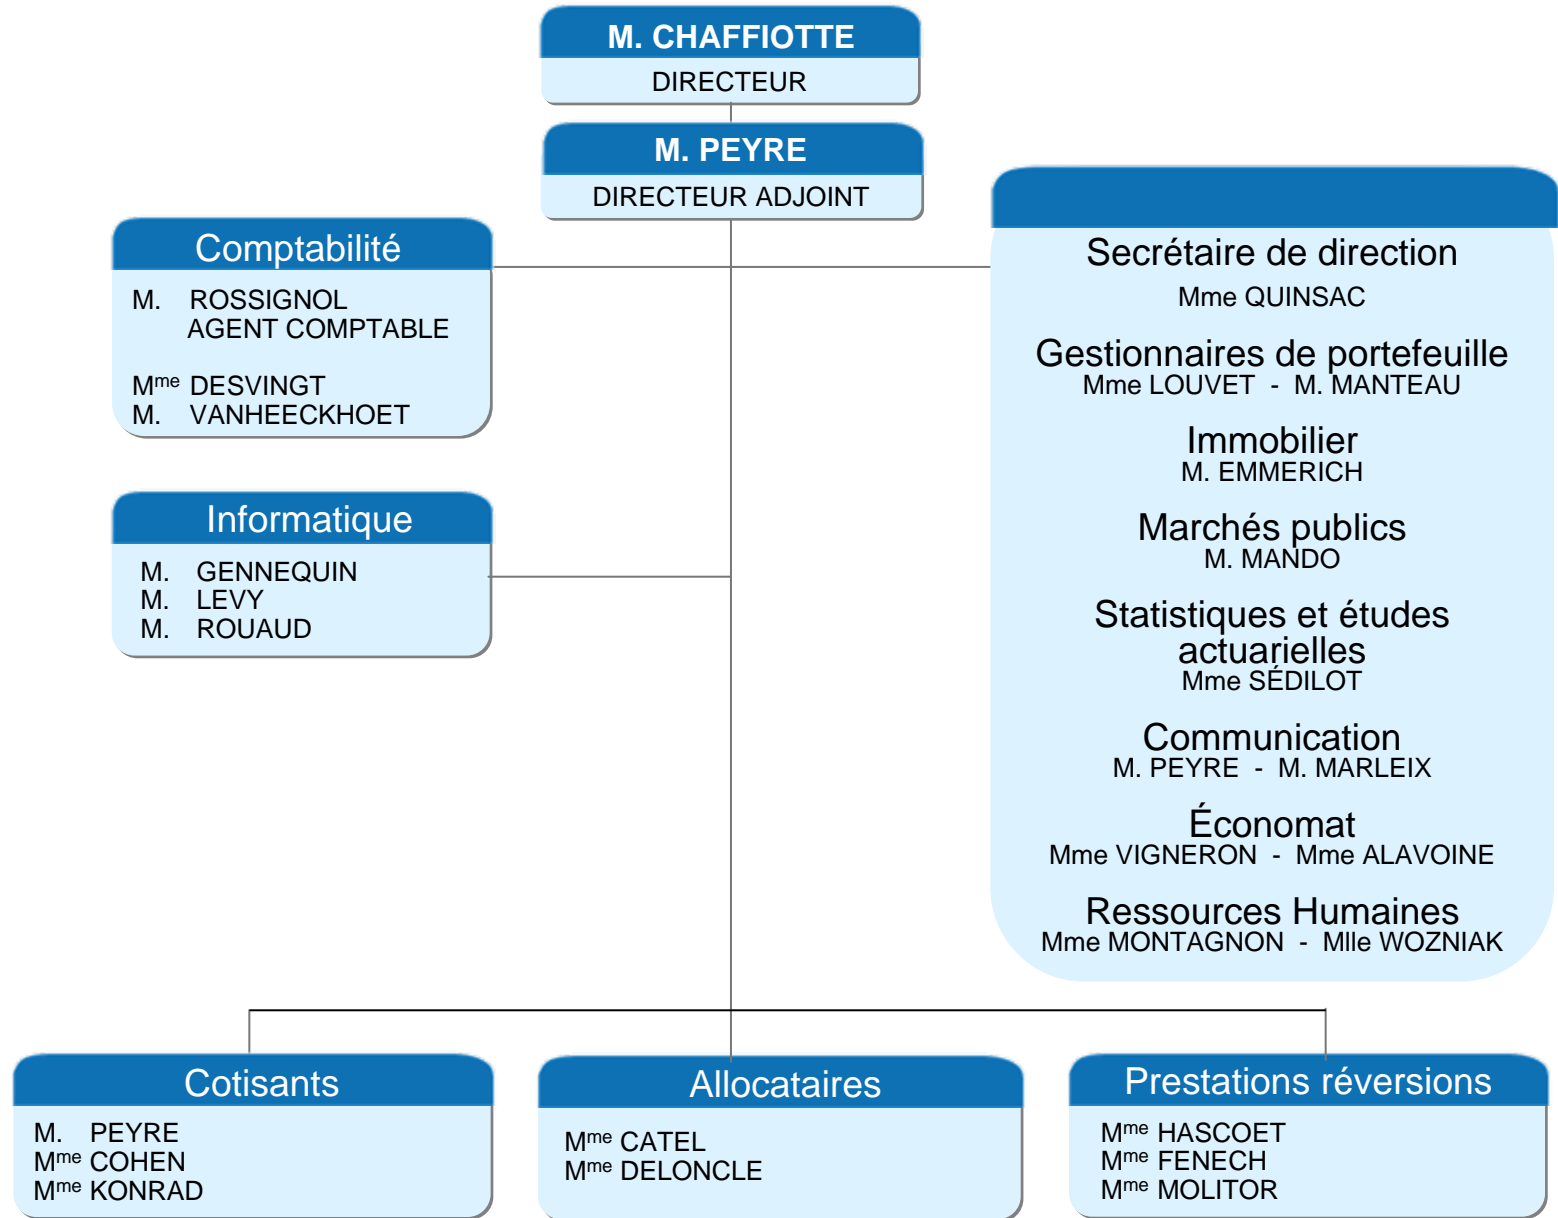 M. CHAFFIOTTE
DIRECTEUR
M. PEYRE
DIRECTEUR ADJOINT
Comptabilité
M. ROSSIGNOL
AGENT COMPTABLE
Mme DESVINGT
M. VANHEECKHOET
Informatique
M. GENNEQUIN
M. LEVY
M. ROUAUD
Secrétaire de direction
Mme QUINSAC
Gestionnaires de portefeuille
Mme LOUVET - M. MANTEAU
Immobilier
M. EMMERICH
Marchés publics
M. MANDO
Statistiques et études
actuarielles
Mme SÉDILOT
Communication
M. PEYRE - M. MARLEIX
Économat
Mme VIGNERON - Mme ALAVOINE
Ressources Humaines
Mme MONTAGNON - Mlle WOZNIAK
Cotisants
M. PEYRE
Mme COHEN
Mme KONRAD
Allocataires
Mme CATEL
Mme DELONCLE
Prestations réversions
Mme HASCOET
Mme FENECH
Mme MOLITOR